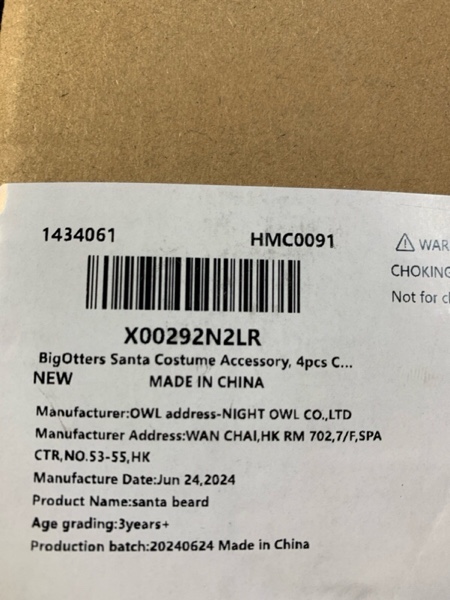 1434061 HMC0091
⚠ WAR
CHOKING
Not for c
X00292N2LR
BigOtters Santa Costume Accessory, 4pcs C...
NEW MADE IN CHINA
Manufacturer:OWL address-NIGHT OWL CO.,LTD
Manufacturer Address:WAN CHAI,HK RM 702,7/F,SPA
CTR,NO.53-55,HK
Manufacture Date:Jun 24,2024
Product Name:santa beard
Age grading:3years+
Production batch:20240624 Made in China